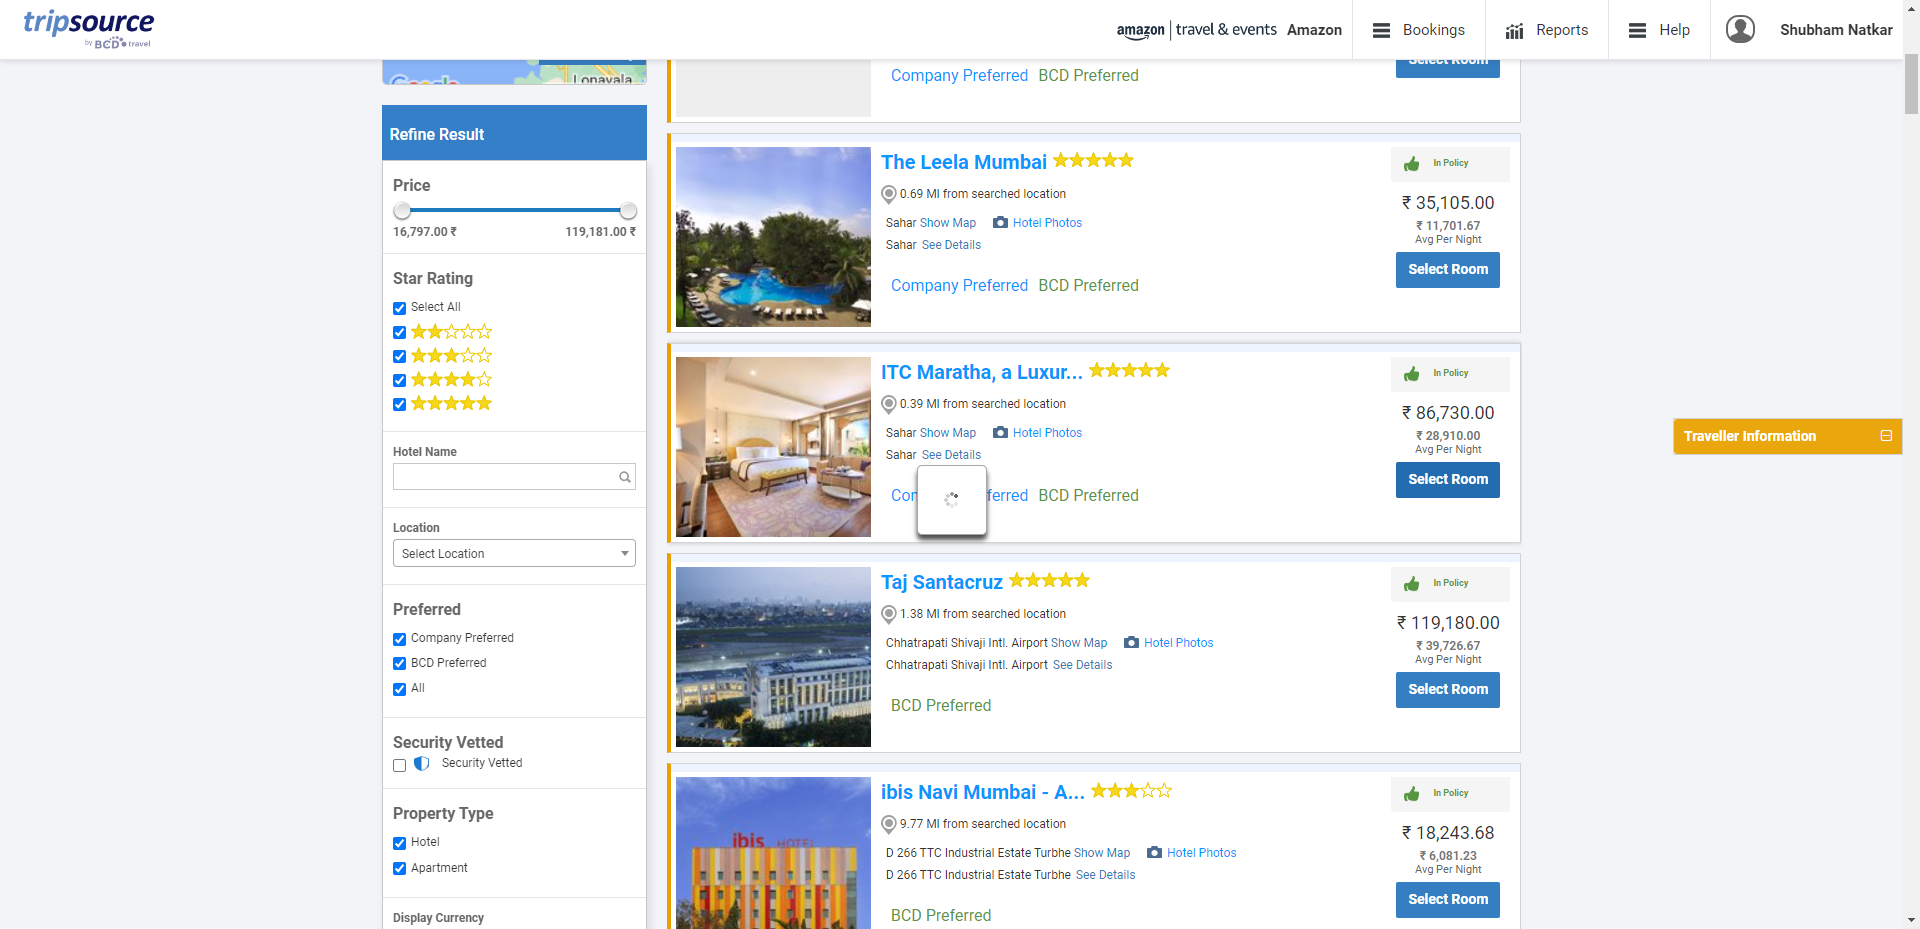 tripsource
by BCD travel
amazon travel & events Amazon
Bookings
Reports
Help
Shubham Natkar
Google
Lonavala
Refine Result
Price
16,797.00 ₹ 119,181.00 ₹
Star Rating
Select All
Hotel Name
Location
Select Location
Preferred
Company Preferred
BCD Preferred
All
Security Vetted
Security Vetted
Property Type
Hotel
Apartment
Display Currency
Company Preferred BCD Preferred
Select Room
The Leela Mumbai
0.69 MI from searched location
Sahar Show Map Hotel Photos
Sahar See Details
Company Preferred BCD Preferred
In Policy
₹ 35,105.00
₹ 11,701.67
Avg Per Night
Select Room
ITC Maratha, a Luxur...
0.39 MI from searched location
Sahar Show Map Hotel Photos
Sahar See Details
BCD Preferred
In Policy
₹ 86,730.00
₹ 28,910.00
Avg Per Night
Select Room
Taj Santacruz
1.38 MI from searched location
Chhatrapati Shivaji Intl. Airport Show Map Hotel Photos
Chhatrapati Shivaji Intl. Airport See Details
BCD Preferred
In Policy
₹ 119,180.00
₹ 39,726.67
Avg Per Night
Select Room
ibis HOTEL
ibis Navi Mumbai - A...
9.77 MI from searched location
D 266 TTC Industrial Estate Turbhe Show Map Hotel Photos
D 266 TTC Industrial Estate Turbhe See Details
BCD Preferred
In Policy
₹ 18,243.68
₹ 6,081.23
Avg Per Night
Select Room
Traveller Information